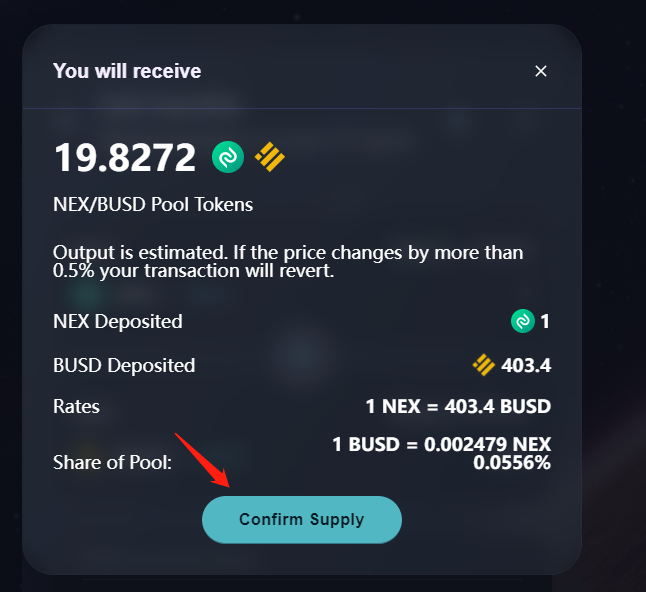 You will receive
19.8272
NEX/BUSD Pool Tokens
Output is estimated. If the price changes by more than
0.5% your transaction will revert.
NEX Deposited 1
BUSD Deposited 403.4
Rates 1 NEX = 403.4 BUSD
1 BUSD = 0.002479 NEX
Share of Pool: 0.0556%
Confirm Supply